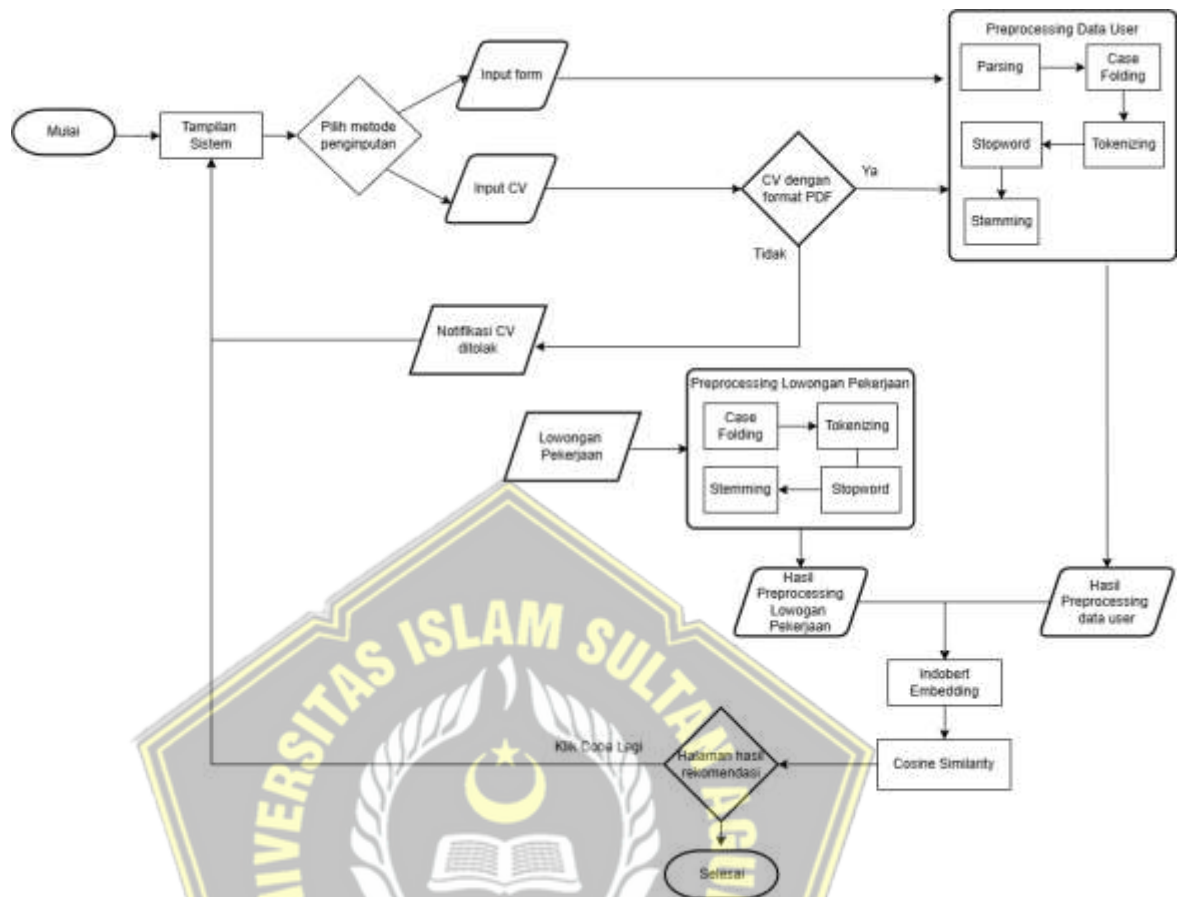 Mulai
Tampilan
Sistem
Pilih metode
penginputan
Input form
Input CV
CV dengan
format PDF
Ya
Tidak
Preprocessing Data User
Parsing
Case
Folding
Tokenizing
Stopword
Stemming
Notifikasi CV
ditolak
Lowongan
Pekerjaan
Preprocessing Lowongan Pekerjaan
Case
Folding
Tokenizing
Stopword
Stemming
Hasil
Preprocessing
Lowogan
Pekerjaan
Hasil
Preprocessing
data user
Indobert
Embedding
Cosine Similarity
Halaman hasil
rekomendasi
Klik Coba Lagi
Selesai
UNIVERSITAS ISLAM SULTAN AGUN